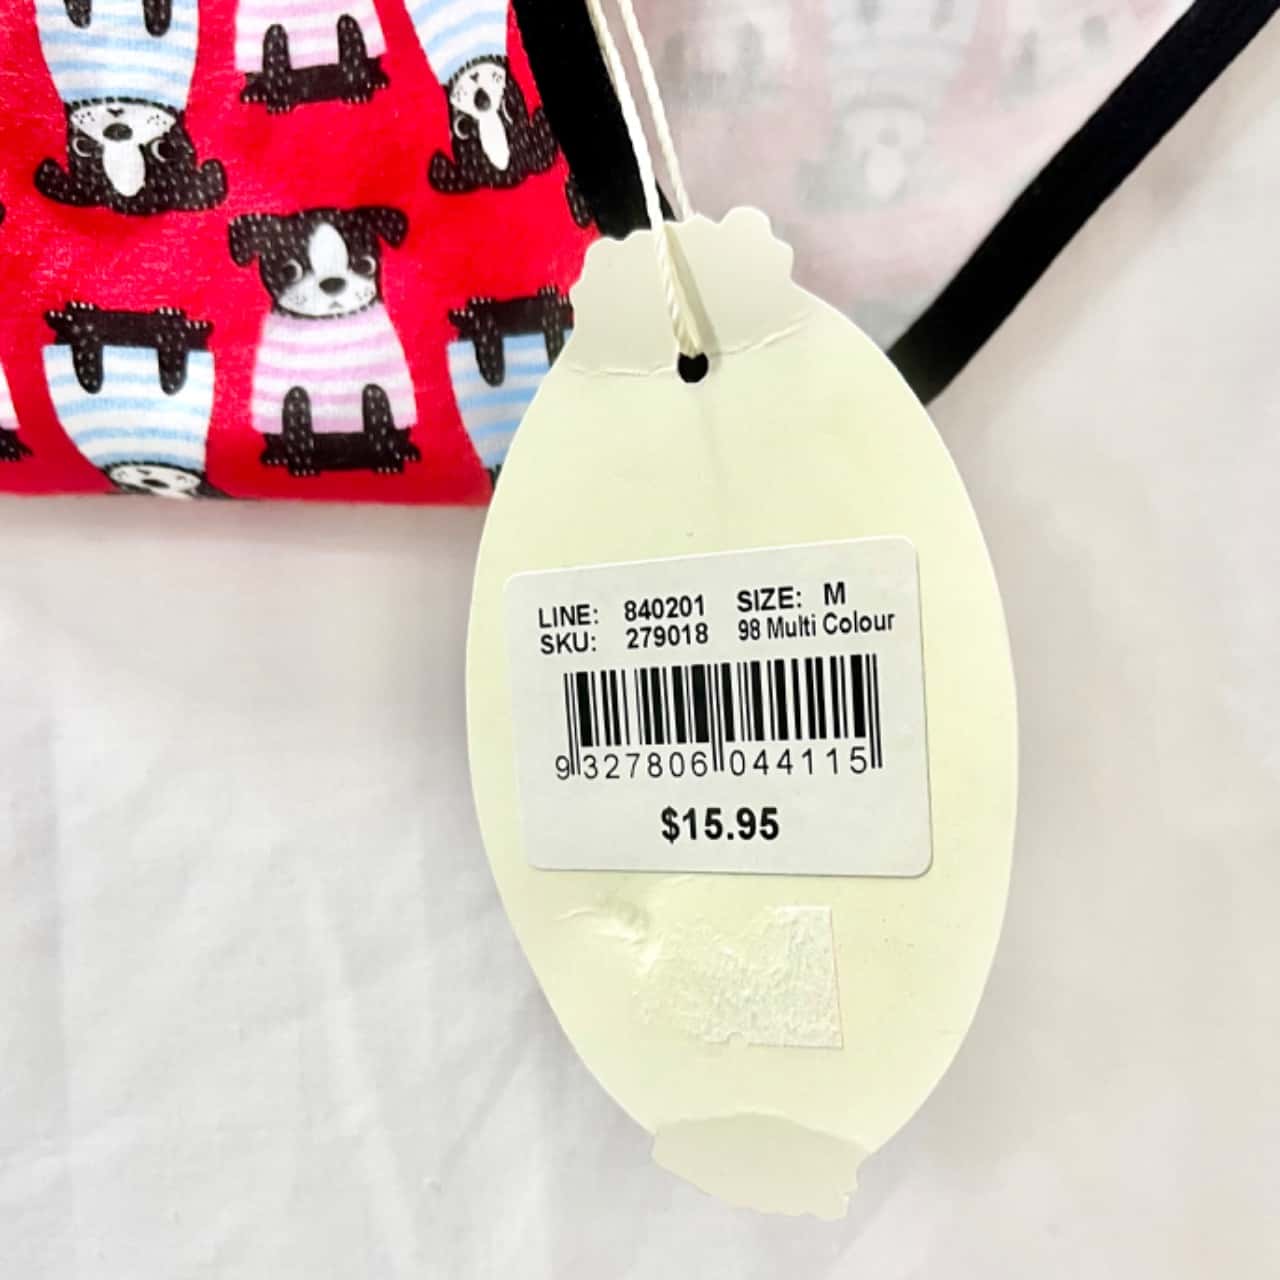 LINE: 840201 SIZE: M
SKU: 279018 98 Multi Colour
9 327806 044115
$15.95